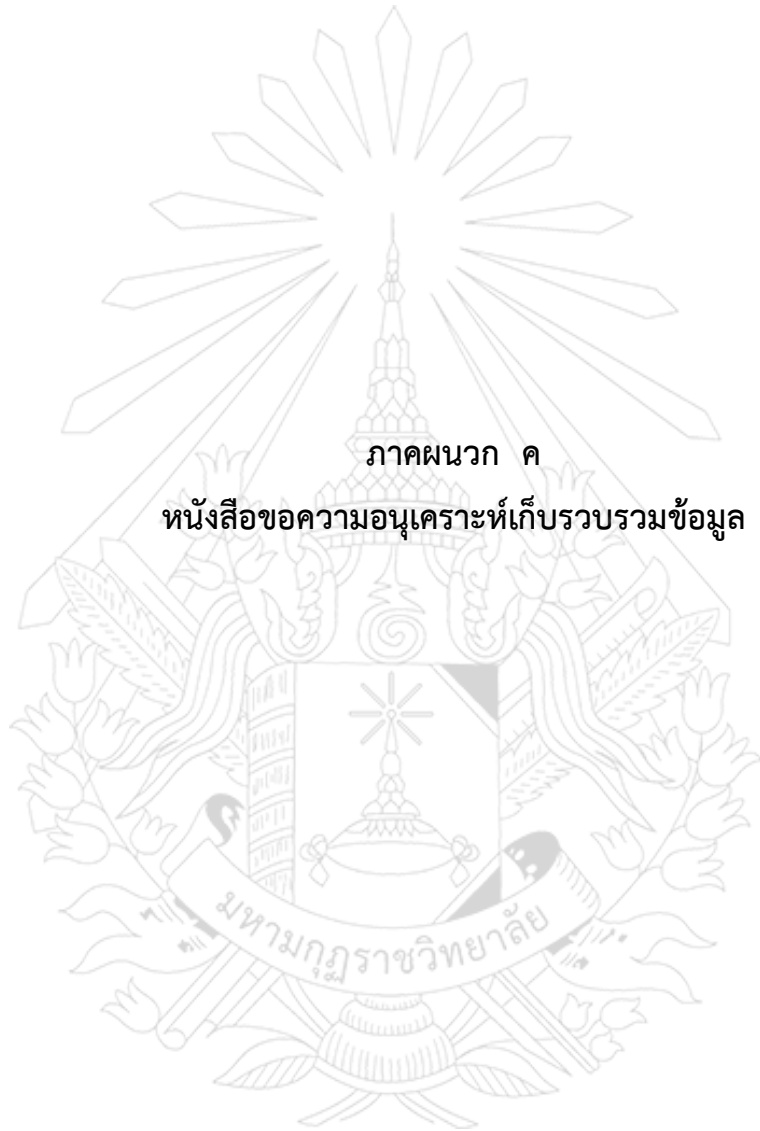 ภาคผนวก ค
หนังสือขอความอนุเคราะห์เก็บรวบรวมข้อมูล
มหามกุฏราชวิทยาลัย